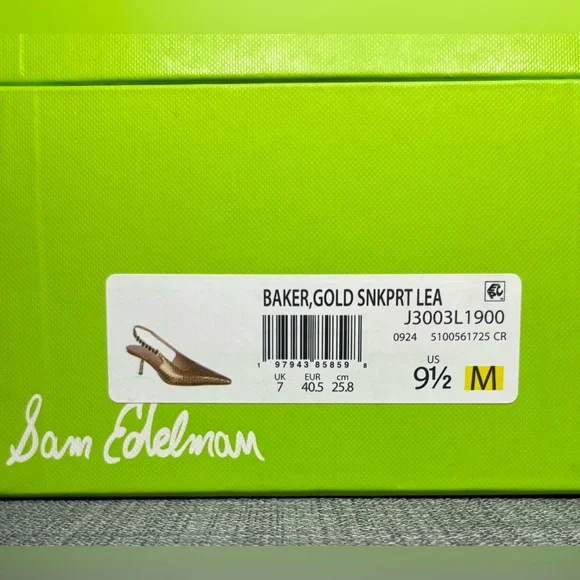 BAKER,GOLD SNKPRT LEA
J3003L1900
0924 5100561725 CR
1 97943 85859 8
UK EUR cm
7 40.5 25.8
US
9½ M
Sam Edelman